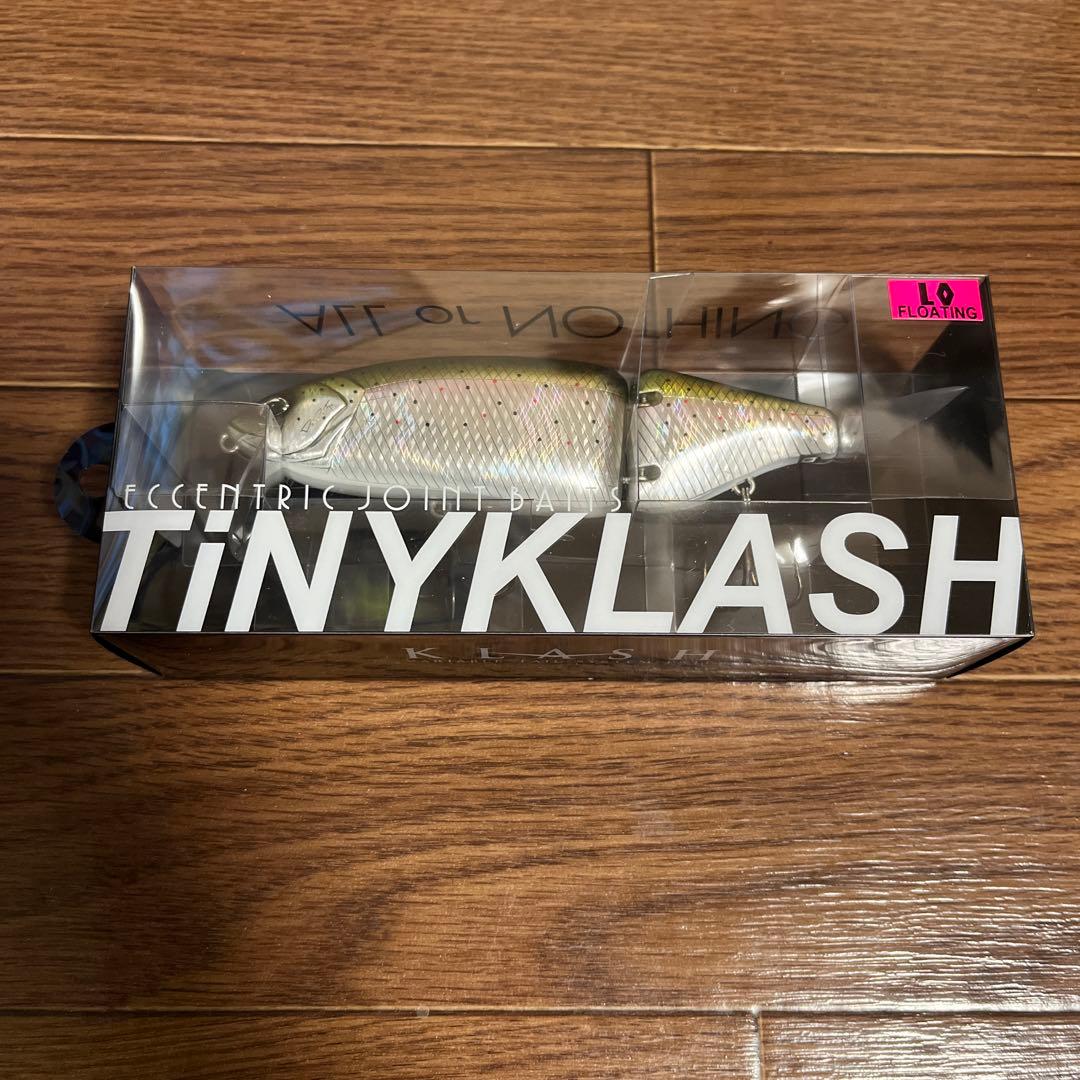 ALL or NOTHING
LO
FLOATING
ECCENTRIC JOINT BAITS
TiNYKLASH
KLASH